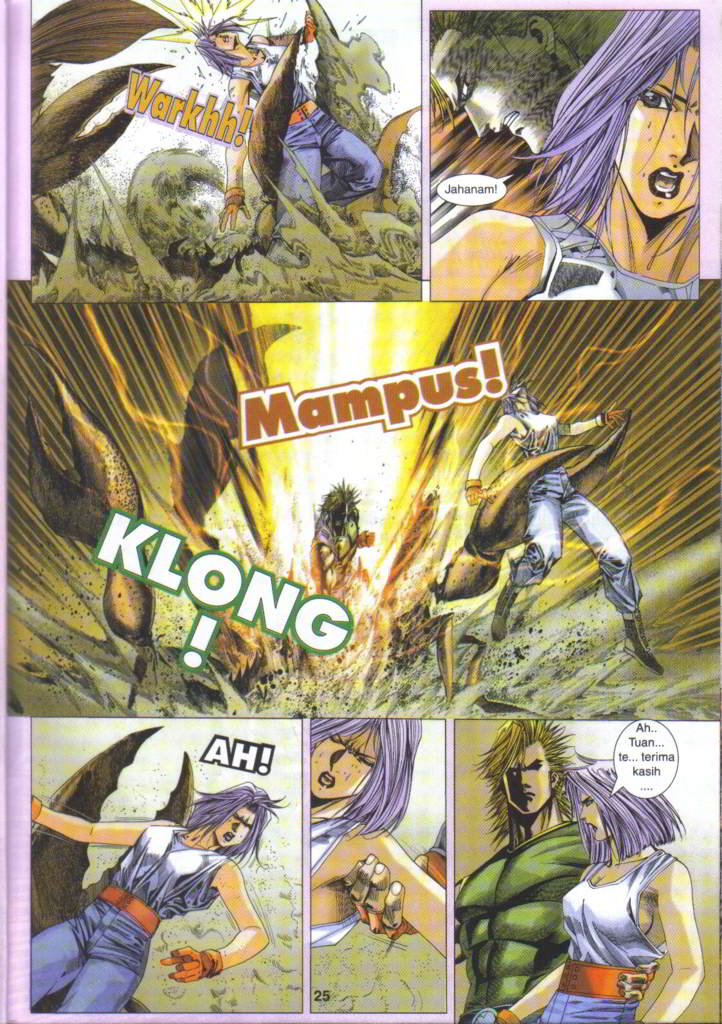 Warkhh!
Jahanam!
Mampus!
KLONG
!
AH!
Ah..
Tuan...
te... terima
kasih
....
25